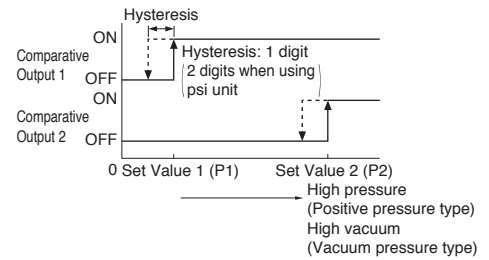 Hysteresis
ON
Comparative
Output 1
OFF
Hysteresis: 1 digit
(2 digits when using
psi unit)
ON
Comparative
Output 2
OFF
0 Set Value 1 (P1) Set Value 2 (P2)
High pressure
(Positive pressure type)
High vacuum
(Vacuum pressure type)